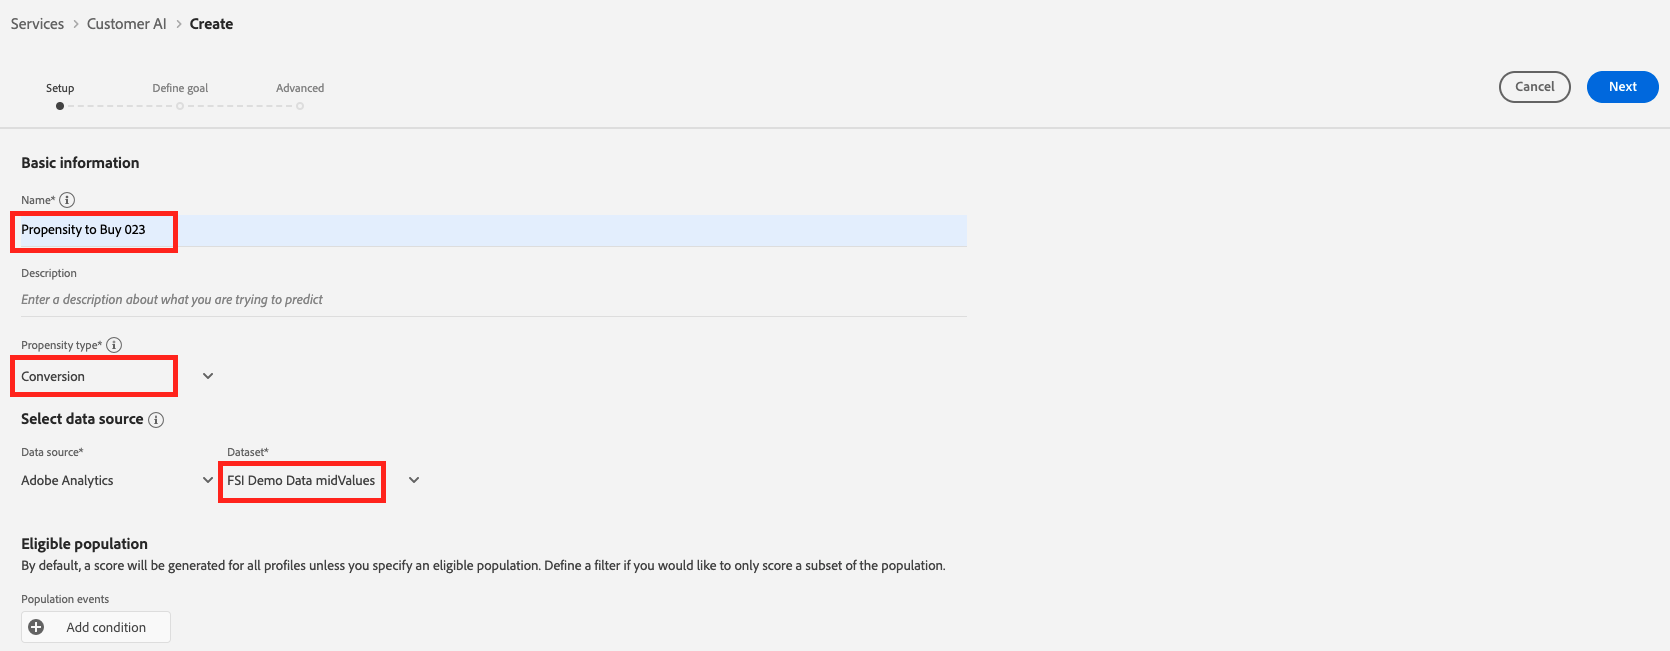 Services > Customer AI > Create
Setup Define goal Advanced
Cancel Next
Basic information
Name*
Propensity to Buy 023
Description
Enter a description about what you are trying to predict
Propensity type*
Conversion
Select data source
Data source* Dataset*
Adobe Analytics FSI Demo Data midValues
Eligible population
By default, a score will be generated for all profiles unless you specify an eligible population. Define a filter if you would like to only score a subset of the population.
Population events
Add condition